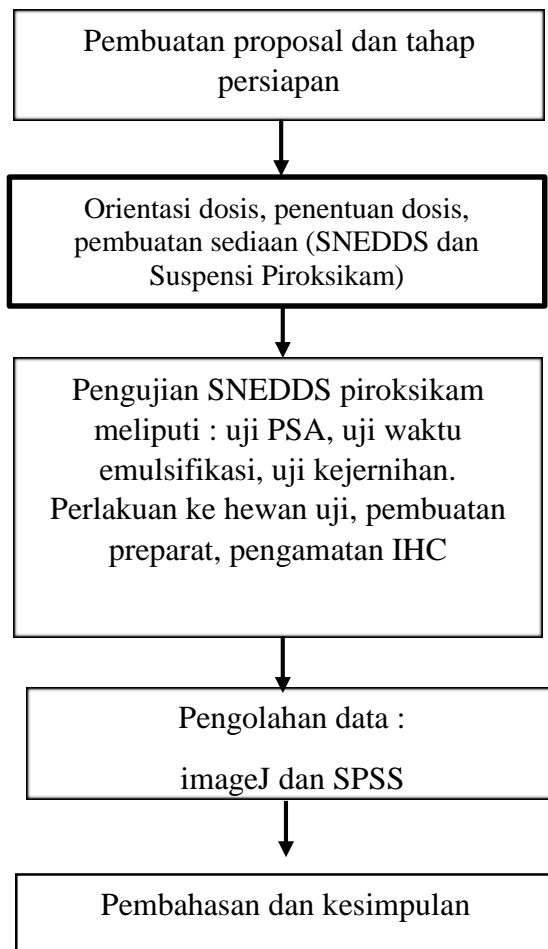 Pembuatan proposal dan tahap
persiapan
Orientasi dosis, penentuan dosis,
pembuatan sediaan (SNEDDS dan
Suspensi Piroksikam)
Pengujian SNEDDS piroksikam
meliputi : uji PSA, uji waktu
emulsifikasi, uji kejernihan.
Perlakuan ke hewan uji, pembuatan
preparat, pengamatan IHC
Pengolahan data :
imageJ dan SPSS
Pembahasan dan kesimpulan